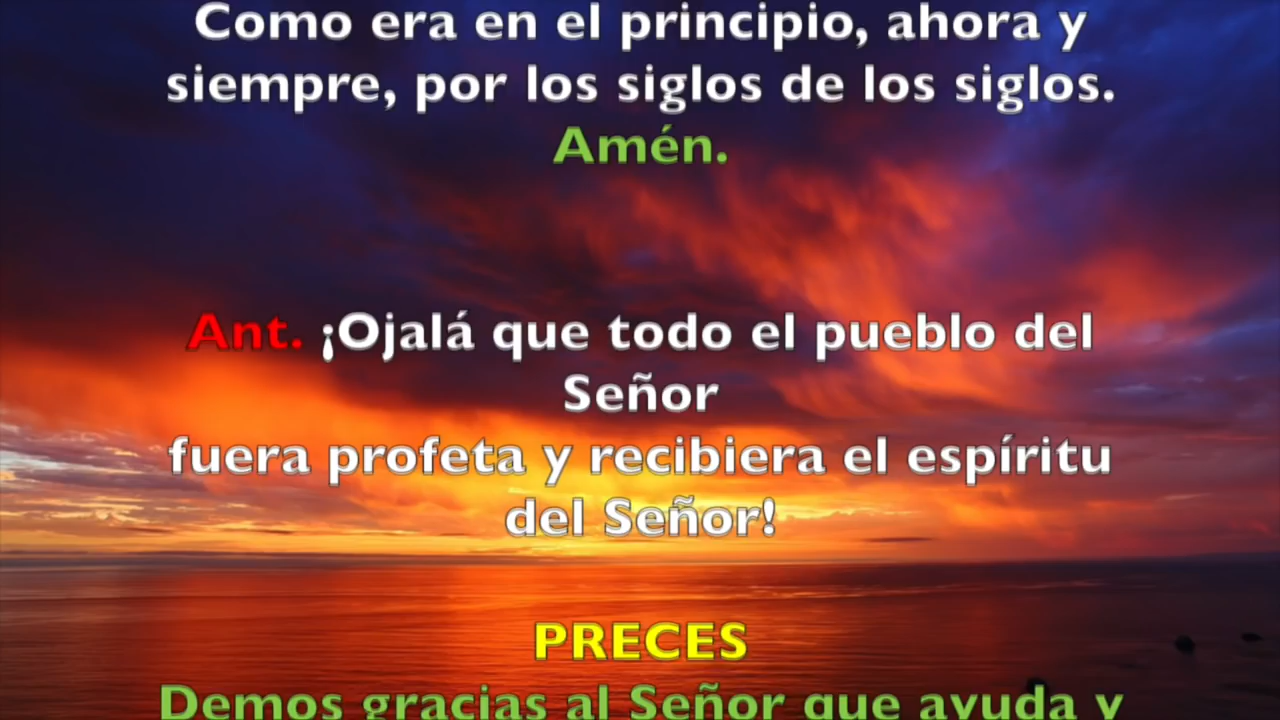 Como era en el principio, ahora y
siempre, por los siglos de los siglos.
Amén.
Ant. ¡Ojalá que todo el pueblo del
Señor
fuera profeta y recibiera el espíritu
del Señor!
PRECES
Demos gracias al Señor que ayuda y